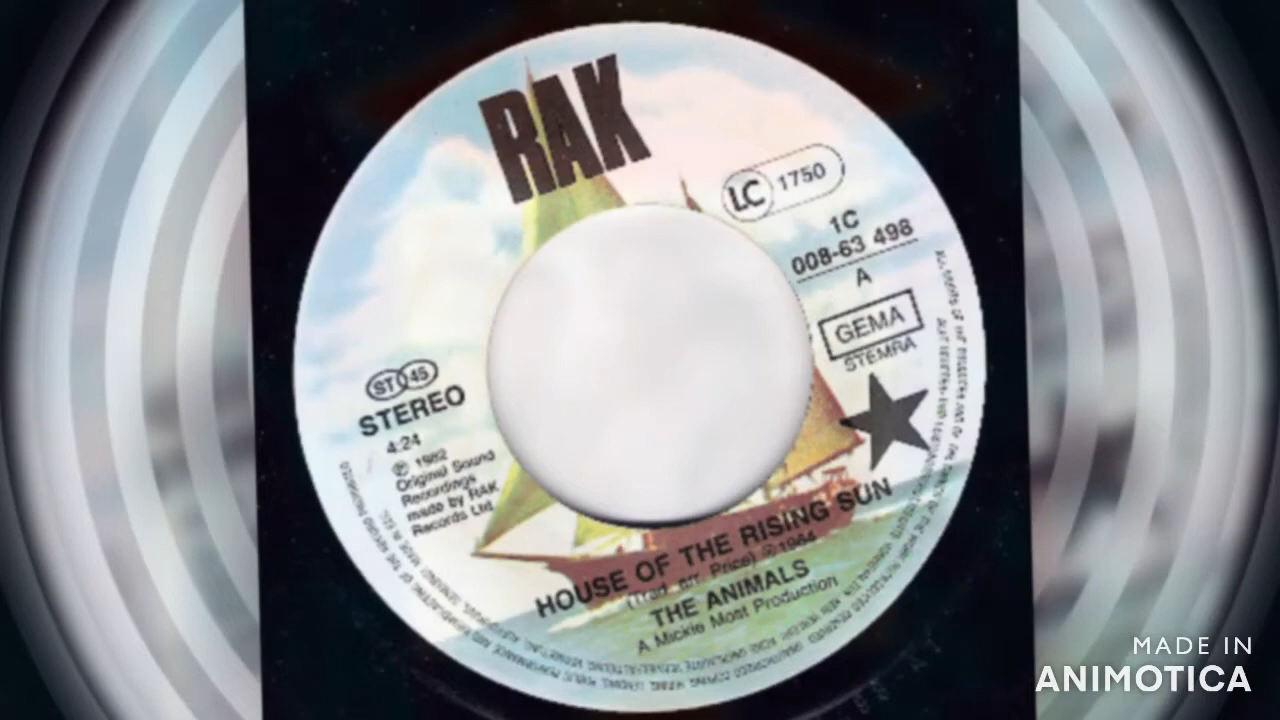 RAK
LC 1750
1C
008-63 498
A
GEMA
STEMRA
ST 45
STEREO
4:24
℗ 1982
Original Sound
Recordings
made by RAK
Records Ltd.
HOUSE OF THE RISING SUN
(Trad. arr. Price) ℗ 1964
THE ANIMALS
A Mickie Most Production
MADE IN
ANIMOTICA